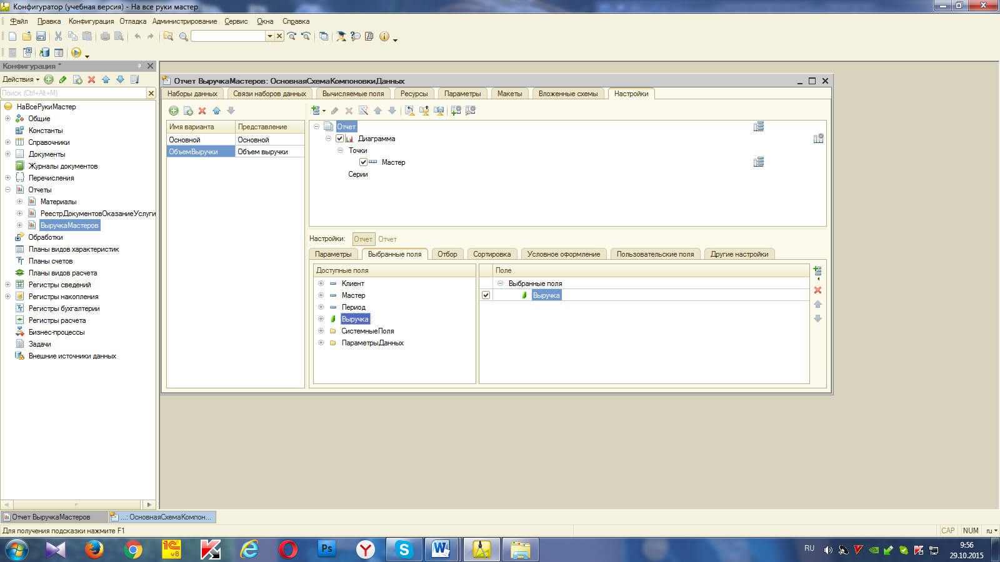 Конфигуратор (учебная версия) - На все руки мастер
Файл Правка Конфигурация Отладка Администрирование Сервис Окна Справка
Конфигурация *
Действия
Поиск (Ctrl+Alt+M)
НаВсеРукиМастер
Общие
Константы
Справочники
Документы
Журналы документов
Перечисления
Отчеты
Материалы
РеестрДокументовОказаниеУслуги
ВыручкаМастеров
Обработки
Планы видов характеристик
Планы счетов
Планы видов расчета
Регистры сведений
Регистры накопления
Регистры бухгалтерии
Регистры расчета
Бизнес-процессы
Задачи
Внешние источники данных
Отчет ВыручкаМастеров: ОсновнаяСхемаКомпоновкиДанных
Наборы данных Связи наборов данных Вычисляемые поля Ресурсы Параметры Макеты Вложенные схемы Настройки
Имя варианта Представление
Основной Основной
ОбъемВыручки Объем выручки
Отчет
Диаграмма
Точки
Мастер
Серии
Настройки: Отчет Отчет
Параметры Выбранные поля Отбор Сортировка Условное оформление Пользовательские поля Другие настройки
Доступные поля
Клиент
Мастер
Период
Выручка
СистемныеПоля
ПараметрыДанных
Поле
Выбранные поля
Выручка
Отчет ВыручкаМастеров ...: ОсновнаяСхемаКомпон...
Для получения подсказки нажмите F1 CAP NUM ru
1С v8 Ps RU 9:56
29.10.2015